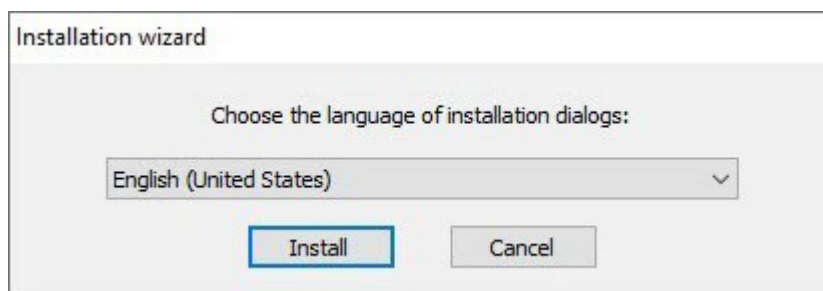 Installation wizard
Choose the language of installation dialogs:
English (United States)
Install Cancel